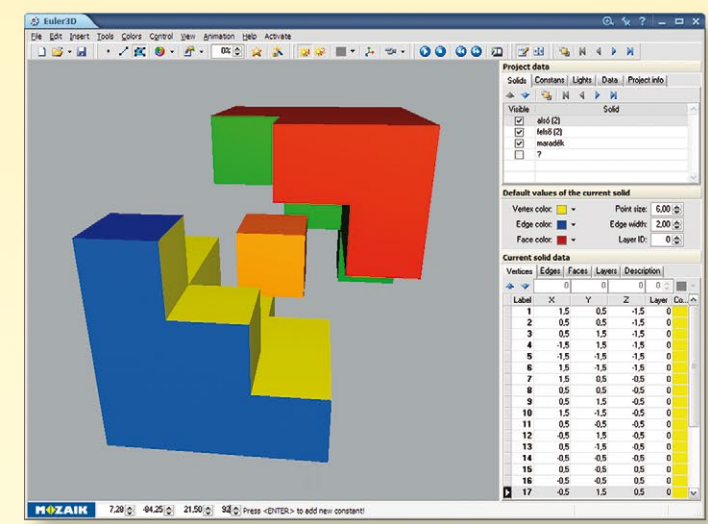 Euler3D
File Edit Insert Tools Colors Control View Animation Help Activate
0%
Project data
Solids Constans Lights Data Project info
Visible Solid
alsó (2)
felső (2)
maradék
?
Default values of the current solid
Vertex color: Point size: 6,00
Edge color: Edge width: 2,00
Face color: Layer ID: 0
Current solid data
Vertices Edges Faces Layers Description
0 0 0 0
Label X Y Z Layer Co...
1 1,5 0,5 -1,5 0
2 0,5 0,5 -1,5 0
3 0,5 1,5 -1,5 0
4 -1,5 1,5 -1,5 0
5 -1,5 -1,5 -1,5 0
6 1,5 -1,5 -1,5 0
7 1,5 0,5 -0,5 0
8 0,5 0,5 -0,5 0
9 0,5 1,5 -0,5 0
10 1,5 -1,5 -0,5 0
11 -0,5 0,5 -0,5 0
12 -0,5 1,5 -0,5 0
13 -0,5 -1,5 -0,5 0
14 -0,5 -0,5 -0,5 0
15 0,5 0,5 0,5 0
16 -0,5 0,5 0,5 0
17 -0,5 1,5 0,5 0
MOZAIK 7,28 -84,25 21,50 92 Press <ENTER> to add new constant!